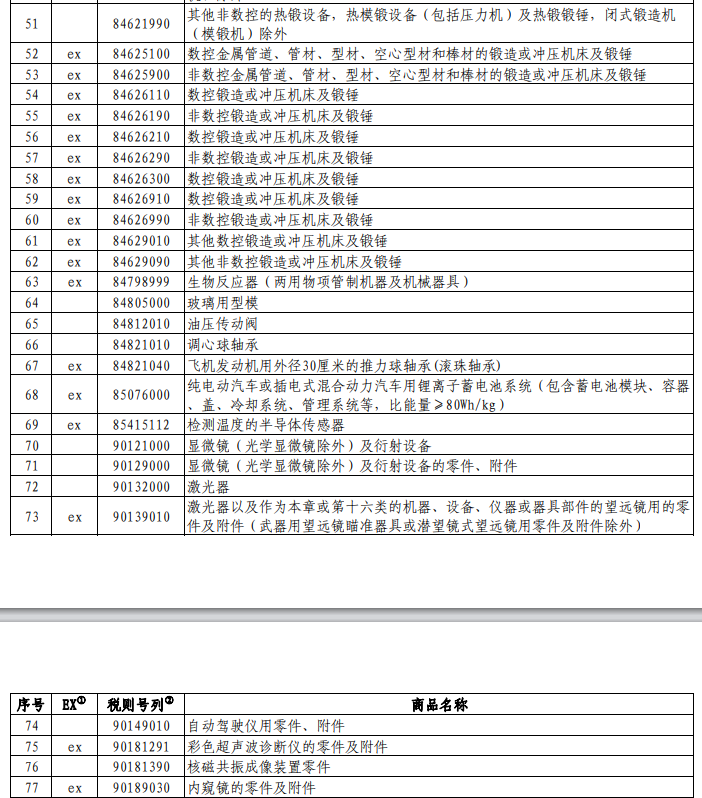 51 84621990 其他非数控的热锻设备，热模锻设备（包括压力机）及热锻锻锤，闭式锻造机
（模锻机）除外
52 ex 84625100 数控金属管道、管材、型材、空心型材和棒材的锻造或冲压机床及锻锤
53 ex 84625900 非数控金属管道、管材、型材、空心型材和棒材的锻造或冲压机床及锻锤
54 ex 84626110 数控锻造或冲压机床及锻锤
55 ex 84626190 非数控锻造或冲压机床及锻锤
56 ex 84626210 数控锻造或冲压机床及锻锤
57 ex 84626290 非数控锻造或冲压机床及锻锤
58 ex 84626300 数控锻造或冲压机床及锻锤
59 ex 84626910 数控锻造或冲压机床及锻锤
60 ex 84626990 非数控锻造或冲压机床及锻锤
61 ex 84629010 其他数控锻造或冲压机床及锻锤
62 ex 84629090 其他非数控锻造或冲压机床及锻锤
63 ex 84798999 生物反应器（两用物项管制机器及机械器具）
64 84805000 玻璃用型模
65 84812010 油压传动阀
66 84821010 调心球轴承
67 ex 84821040 飞机发动机用外径30厘米的推力球轴承(滚珠轴承)
68 ex 85076000 纯电动汽车或插电式混合动力汽车用锂离子蓄电池系统（包含蓄电池模块、容器
、盖、冷却系统、管理系统等，比能量≥80Wh/kg）
69 ex 85415112 检测温度的半导体传感器
70 90121000 显微镜（光学显微镜除外）及衍射设备
71 90129000 显微镜（光学显微镜除外）及衍射设备的零件、附件
72 90132000 激光器
73 ex 90139010 激光器以及作为本章或第十六类的机器、设备、仪器或器具部件的望远镜用的零
件及附件（武器用望远镜瞄准器具或潜望镜式望远镜用零件及附件除外）
序号 EX① 税则号列② 商品名称
74 90149010 自动驾驶仪用零件、附件
75 ex 90181291 彩色超声波诊断仪的零件及附件
76 90181390 核磁共振成像装置零件
77 ex 90189030 内窥镜的零件及附件